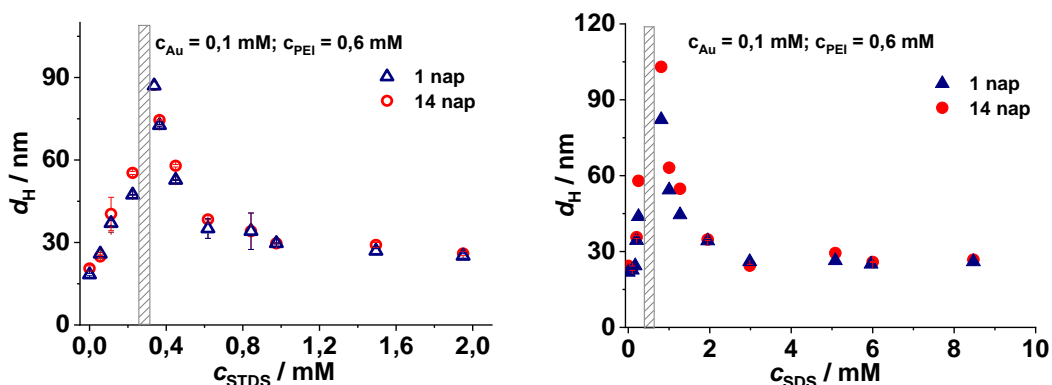 c_Au = 0,1 mM; c_PEI = 0,6 mM
1 nap
14 nap
90
60
30
0
d_H / nm
0,0 0,4 0,8 1,2 1,6 2,0
c_STDS / mM
c_Au = 0,1 mM; c_PEI = 0,6 mM
1 nap
14 nap
120
90
60
30
0
d_H / nm
0 2 4 6 8
c_SDS / mM